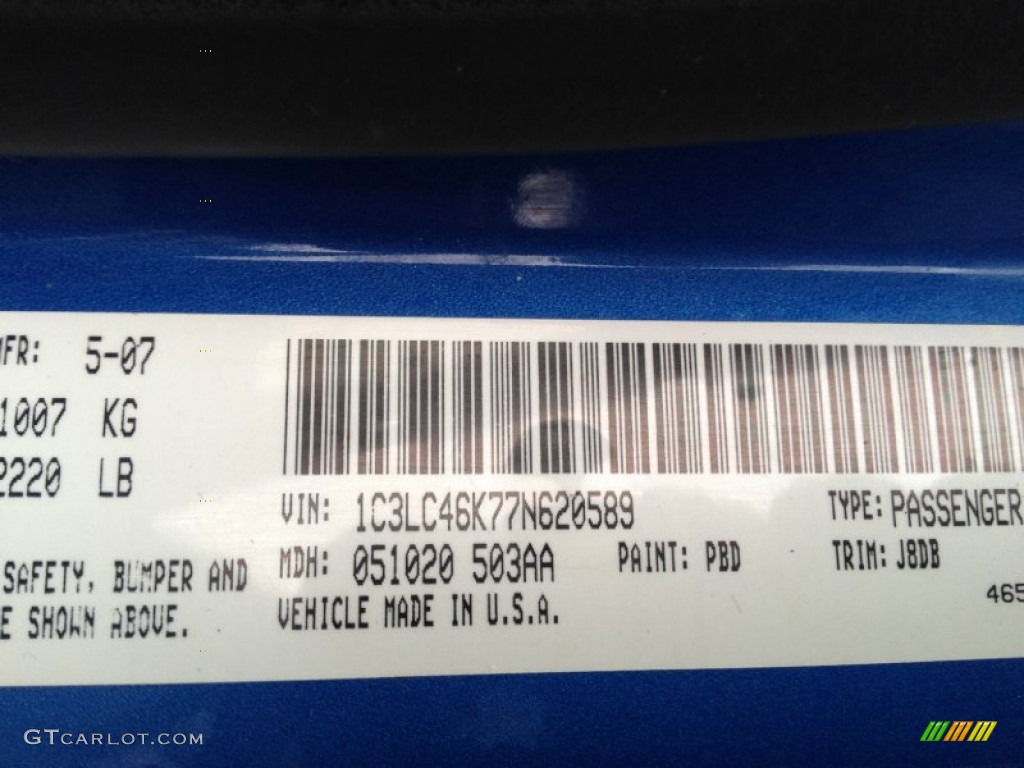 MFR: 5-07
1007 KG
2220 LB
VIN: 1C3LC46K77N620589 TYPE: PASSENGER
MDH: 051020 503AA PAINT: PBD TRIM: J8DB
SAFETY, BUMPER AND
465
E SHOWN ABOVE. VEHICLE MADE IN U.S.A.
GTCARLOT.COM